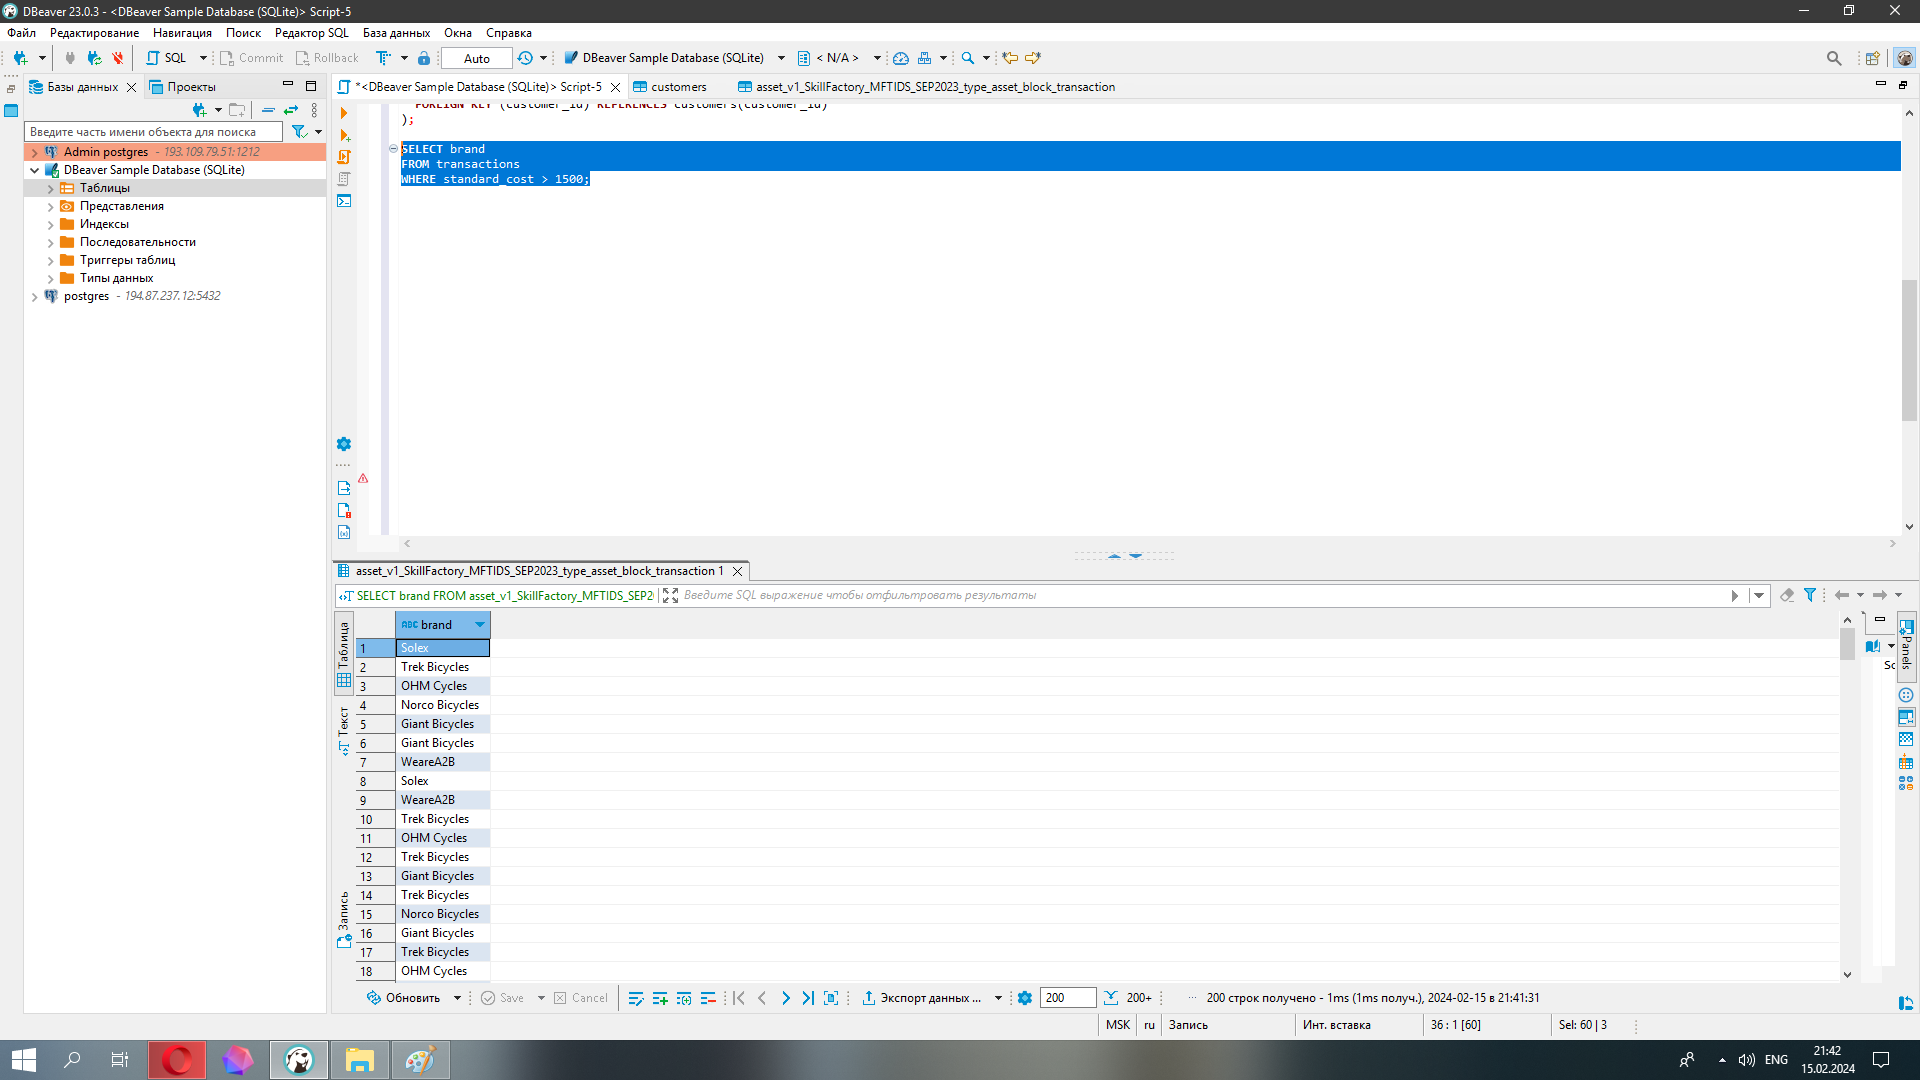 DBeaver 23.0.3 - <DBeaver Sample Database (SQLite)> Script-5
Файл Редактирование Навигация Поиск Редактор SQL База данных Окна Справка
SQL Commit Rollback Auto DBeaver Sample Database (SQLite) < N/A >
Базы данных Проекты
*<DBeaver Sample Database (SQLite)> Script-5 customers asset_v1_SkillFactory_MFTIDS_SEP2023_type_asset_block_transaction
Введите часть имени объекта для поиска
Admin postgres - 193.109.79.51:1212
DBeaver Sample Database (SQLite)
Таблицы
Представления
Индексы
Последовательности
Триггеры таблиц
Типы данных
postgres - 194.87.237.12:5432
FOREIGN KEY (customer_id) REFERENCES customers(customer_id)
);
SELECT brand
FROM transactions
WHERE standard_cost > 1500;
asset_v1_SkillFactory_MFTIDS_SEP2023_type_asset_block_transaction 1
SELECT brand FROM asset_v1_SkillFactory_MFTIDS_SEP2 Введите SQL выражение чтобы отфильтровать результаты
Таблица
Текст
Запись
ABC brand
1 Solex
2 Trek Bicycles
3 OHM Cycles
4 Norco Bicycles
5 Giant Bicycles
6 Giant Bicycles
7 WeareA2B
8 Solex
9 WeareA2B
10 Trek Bicycles
11 OHM Cycles
12 Trek Bicycles
13 Giant Bicycles
14 Trek Bicycles
15 Norco Bicycles
16 Giant Bicycles
17 Trek Bicycles
18 OHM Cycles
Panels
So
Обновить Save Cancel Экспорт данных ... 200 200+ ... 200 строк получено - 1ms (1ms получ.), 2024-02-15 в 21:41:31
MSK ru Запись Инт. вставка 36 : 1 [60] Sel: 60 | 3
ENG
21:42
15.02.2024